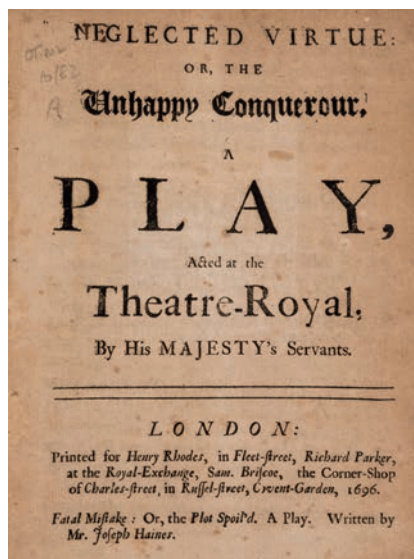 NEGLECTED VIRTUE:
OR, THE
Unhappy Conquerour.
A
PLAY,
Acted at the
Theatre-Royal,
By His MAJESTY's Servants.
LONDON:
Printed for Henry Rhodes, in Fleet-ſtreet, Richard Parker,
at the Royal-Exchange, Sam. Briſcoe, the Corner-Shop
of Charles-ſtreet, in Ruſſel-ſtreet, Covent-Garden, 1696.
Fatal Miſtake : Or, the Plot Spoil'd. A Play. Written by
Mr. Joſeph Haines.